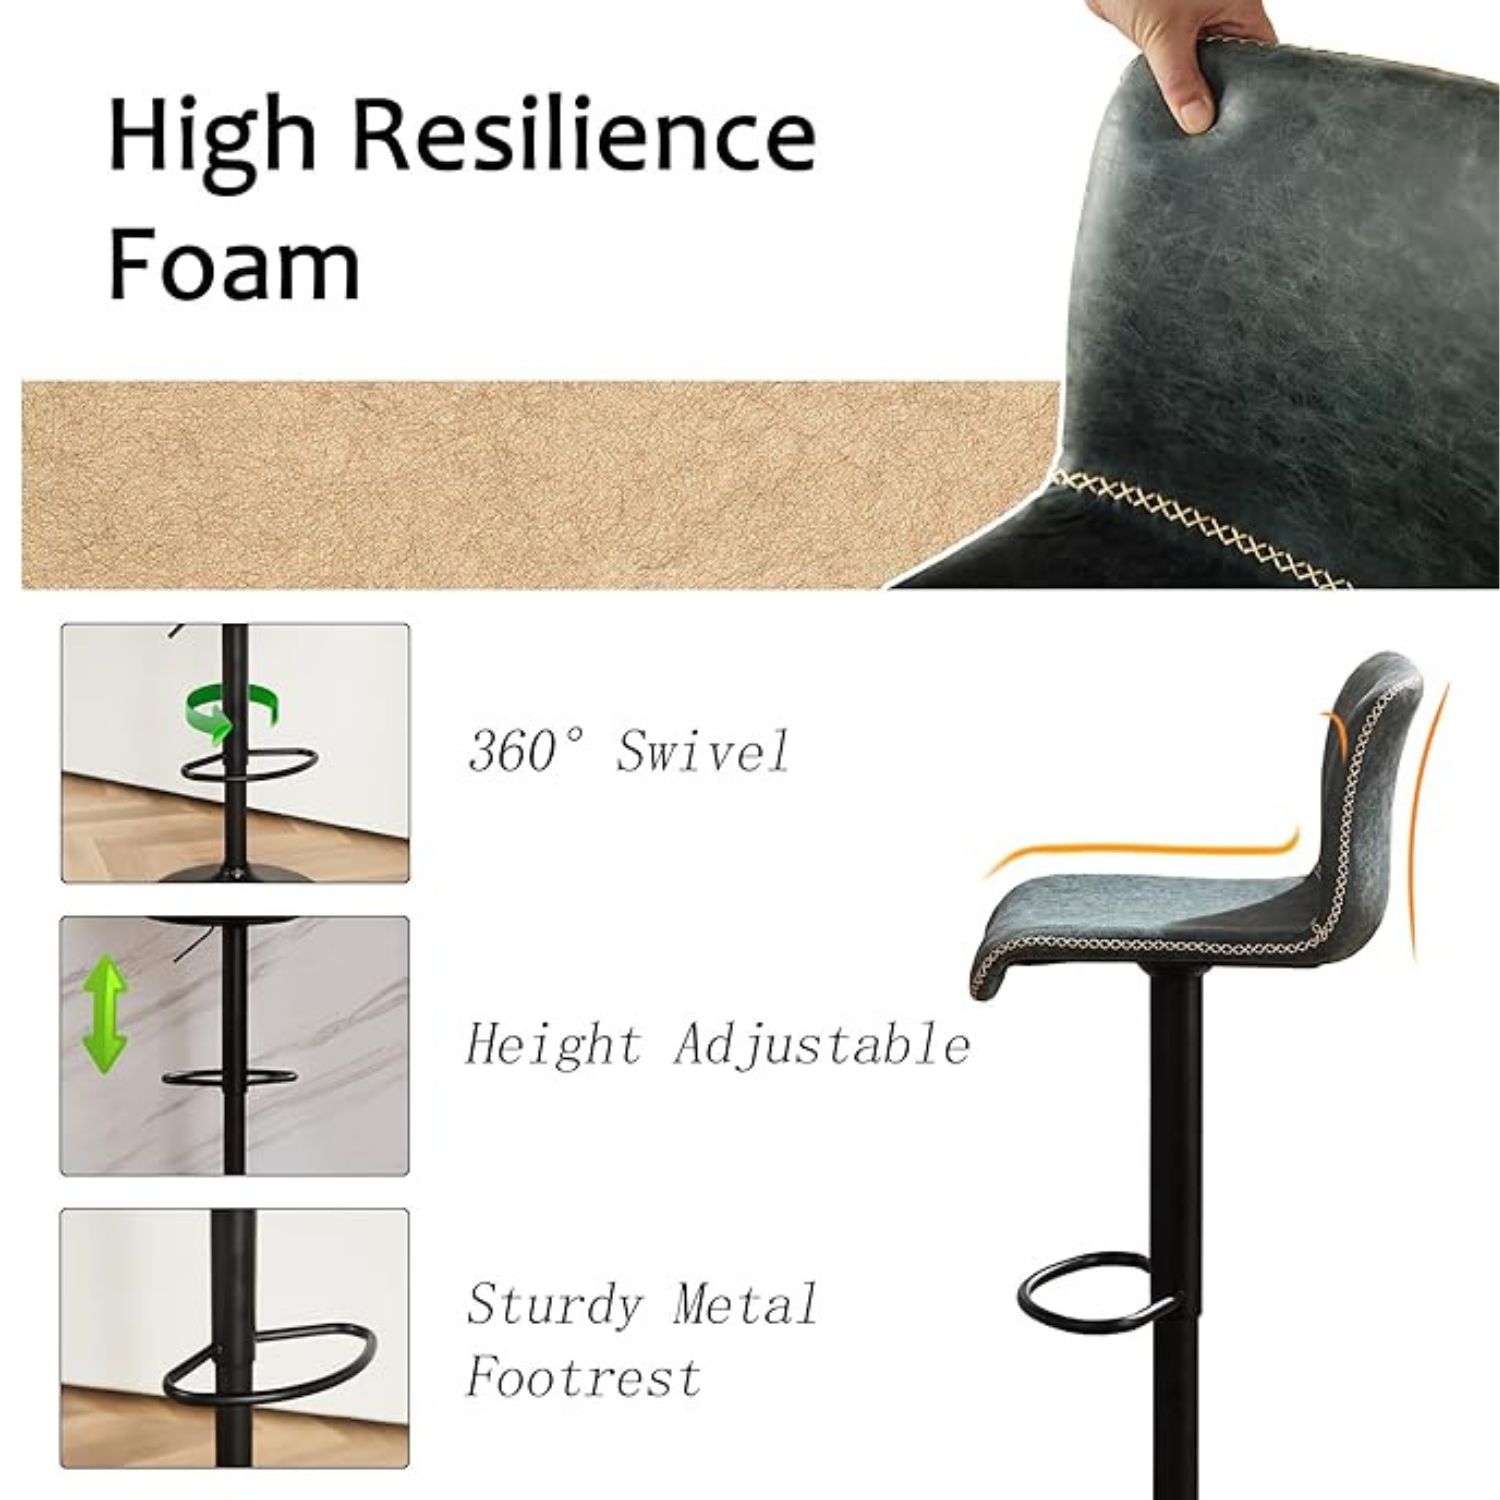 High Resilience
Foam
360° Swivel
Height Adjustable
Sturdy Metal
Footrest